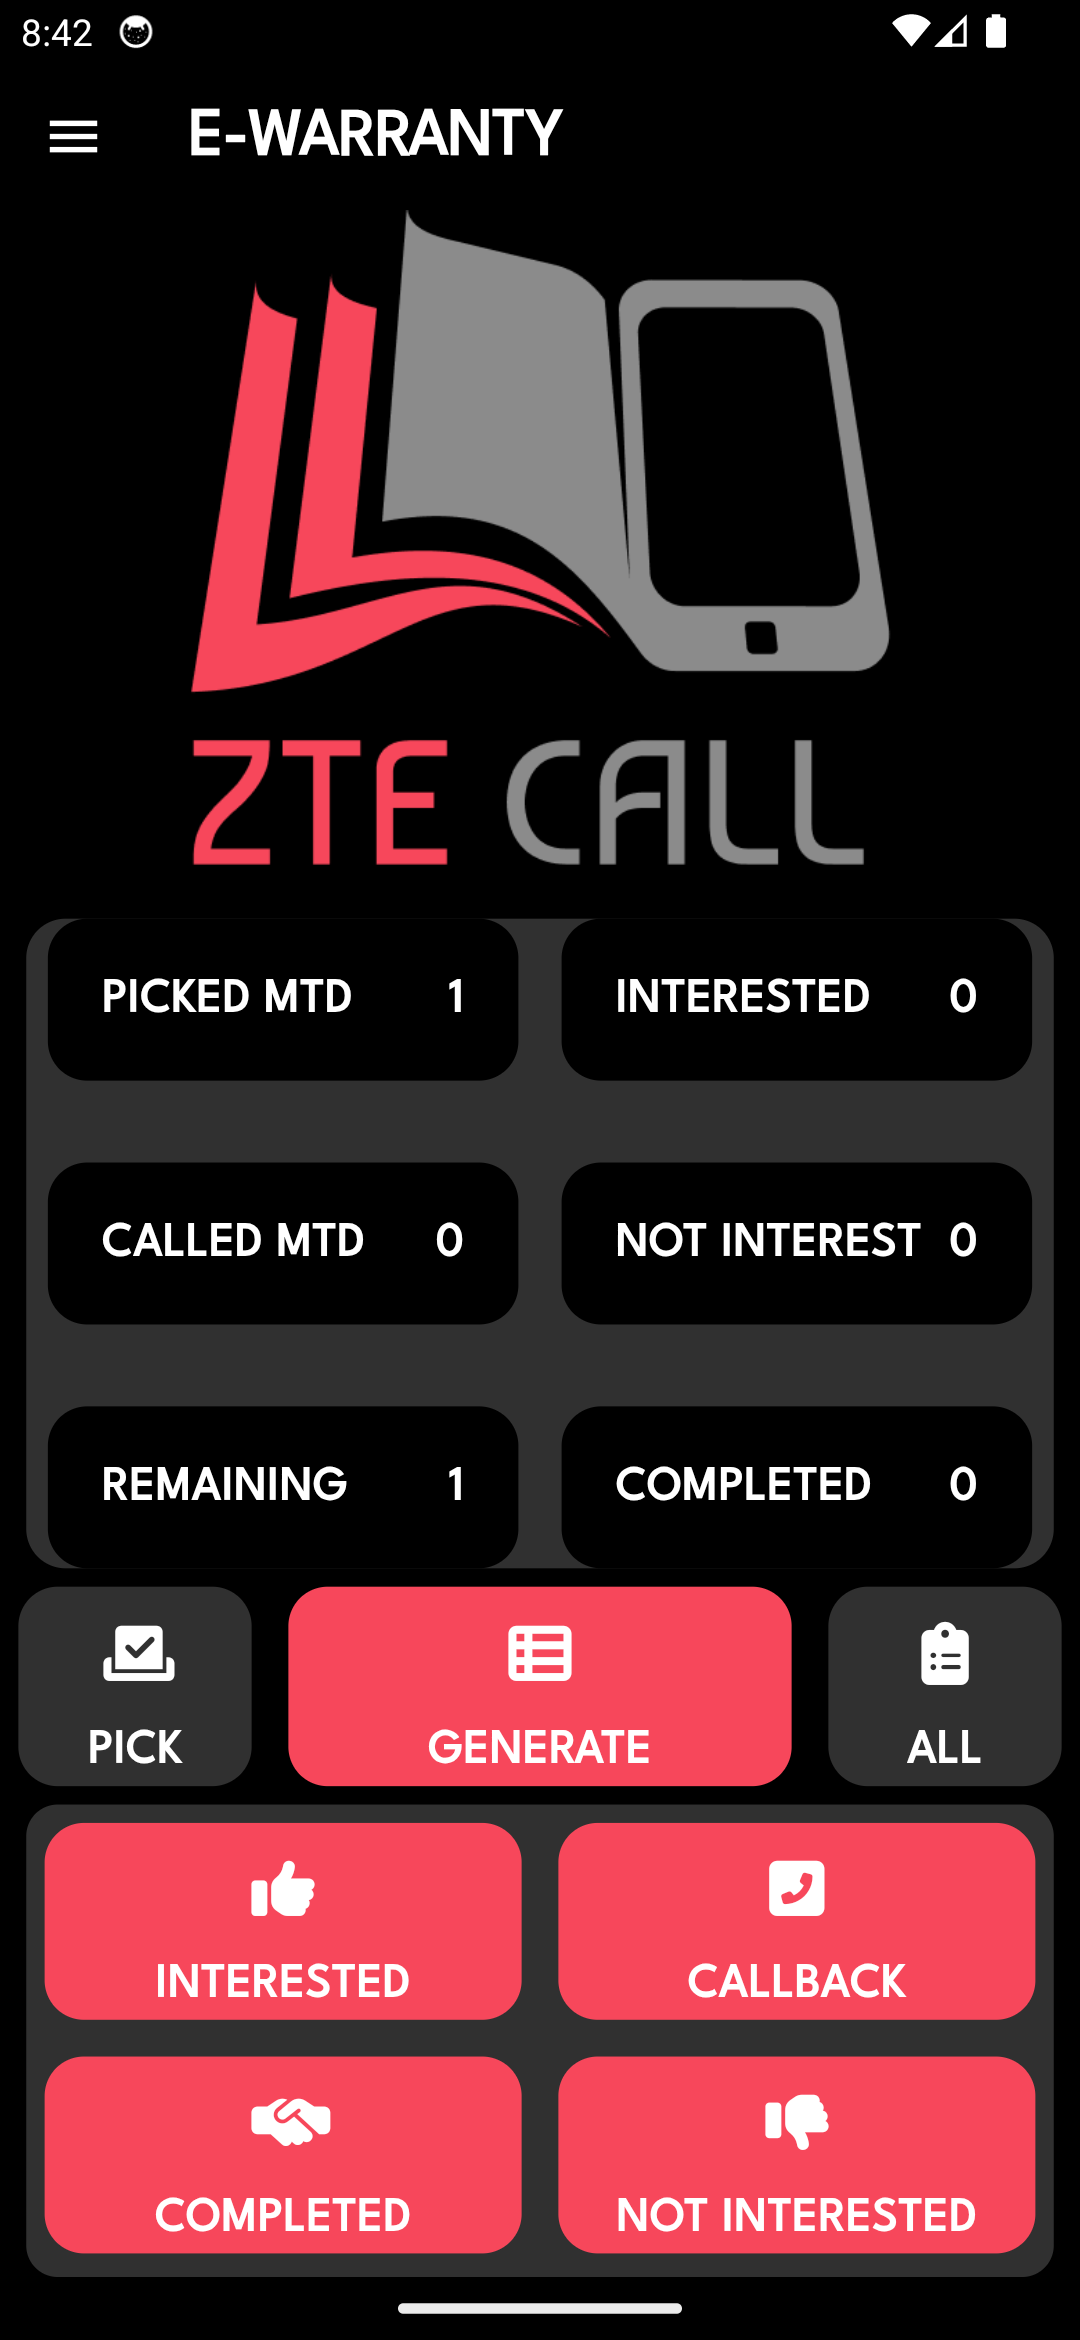 8:42
E-WARRANTY
ZTE CALL
PICKED MTD 1
INTERESTED 0
CALLED MTD 0
NOT INTEREST 0
REMAINING 1
COMPLETED 0
PICK
GENERATE
ALL
INTERESTED
CALLBACK
COMPLETED
NOT INTERESTED